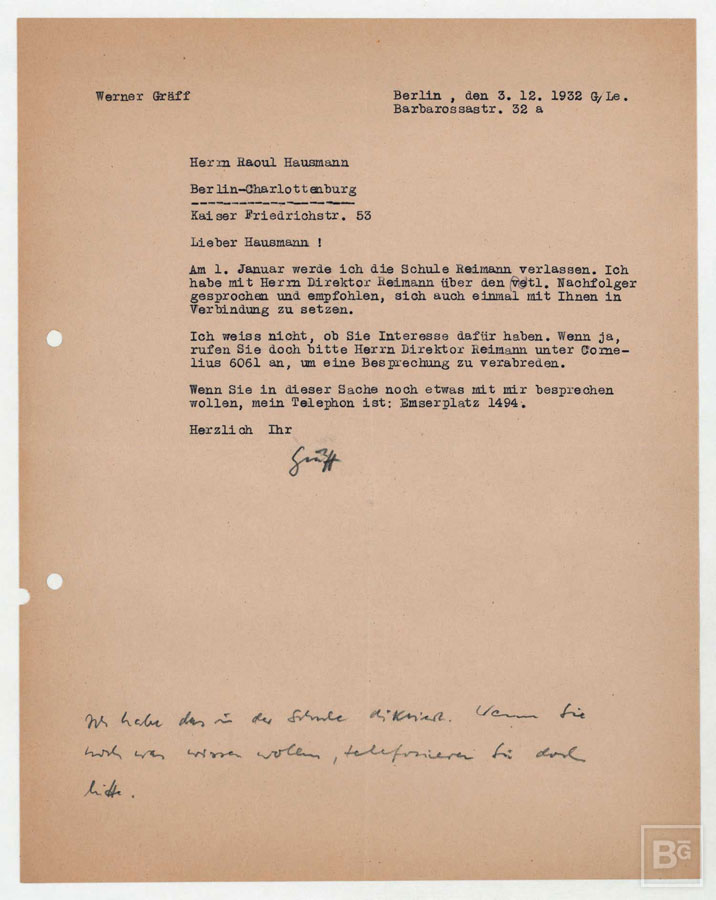 Werner Gräff
Berlin , den 3. 12. 1932 G/Le.
Barbarossastr. 32 a
Herrn Raoul Hausmann
Berlin-Charlottenburg
Kaiser Friedrichstr. 53
Lieber Hausmann !
Am 1. Januar werde ich die Schule Reimann verlassen. Ich
habe mit Herrn Direktor Reimann über den evtl. Nachfolger
gesprochen und empfohlen, sich auch einmal mit Ihnen in
Verbindung zu setzen.
Ich weiss nicht, ob Sie Interesse dafür haben. Wenn ja,
rufen Sie doch bitte Herrn Direktor Reimann unter Corne-
lius 6061 an, um eine Besprechung zu verabreden.
Wenn Sie in dieser Sache noch etwas mit mir besprechen
wollen, mein Telephon ist: Emserplatz 1494.
Herzlich Ihr
Gräff
Ich habe das in der Schule diktiert. Wenn Sie
noch was wissen wollen, telefonieren Sie doch
bitte.
BG